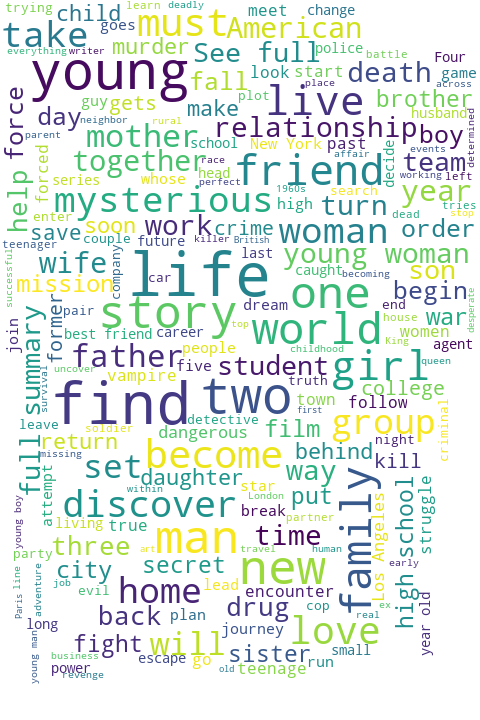 trying
learn
deadly
child
goes
must
American
meet
change
take
everything
writer
murder
See full
police
battle
Four
young
guy
gets
fall
look
start
death
game
across
place
day
make
plot
live
brother
husband
determined
force
neighbor
rural
mother
school
relationship
boy
parent
New York
past
race
affair
events
help
forced
together
head
friend
decide
team
working
left
series
whose
perfect
1960s
search
year
tries
mysterious
high
turn
dead
stop
enter
soon
work
crime
woman
order
save
teenager
couple
future
killer
British
wife
last
young woman
mission
company
life
caught
becoming
son
successful
car
one
begin
story
dream
end
house
war
desperate
join
pair
former
world
women
best friend
career
top
childhood
King
agent
father
people
student
girl
queen
full summary
survival
uncover
vampire
five
truth
town
college
find
two
first
follow
leave
soldier
detective
group
criminal
return
dangerous
film
night
missing
become
behind
kill
set
daughter
way
attempt
within
star
put
family
Los Angeles
high school
struggle
discover
London
break
young boy
living
true
man
partner
time
party
three
art
travel
human
early
city
secret
new
Paris
line
adventure
job
evil
home
lead
encounter
ex
year old
long
back
plan
drug
cop
real
love
fight
will
journey
young man
business
escape
go
sister
run
small
power
revenge
old
teenage